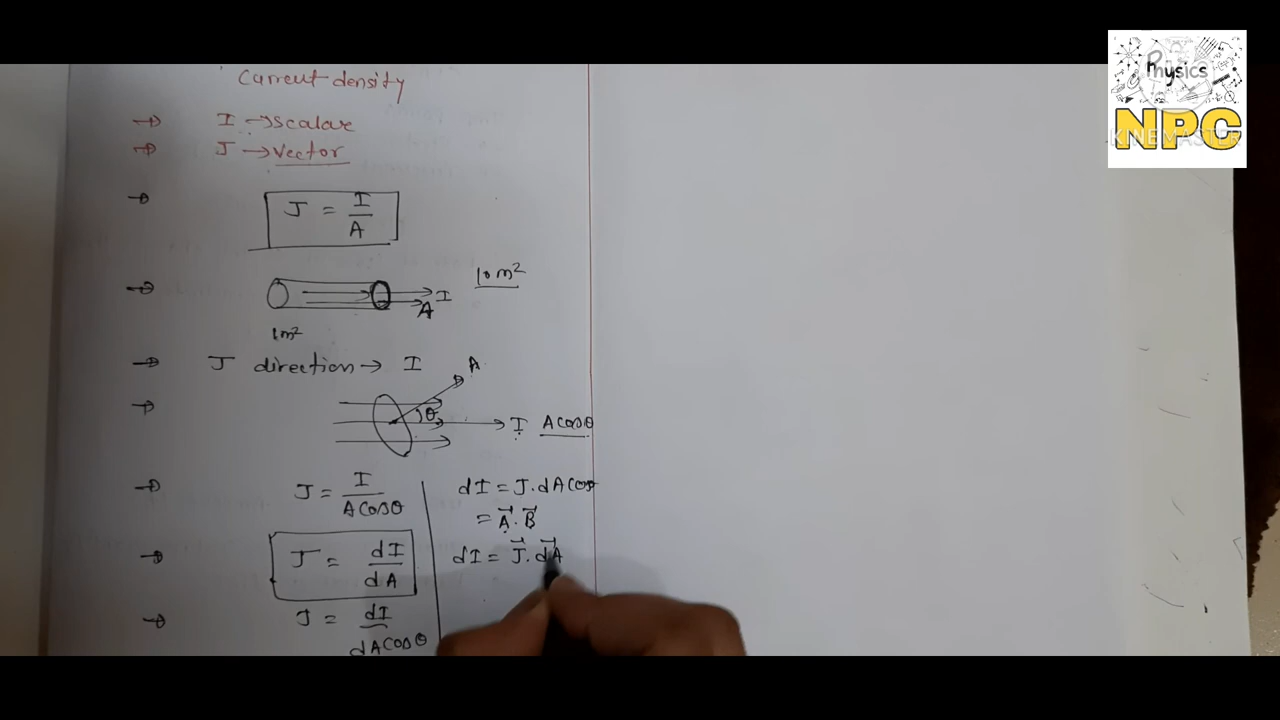 Current density
→ I → scalar
→ J → Vector
→ J = I/A
→ I A 10 m²
1m²
→ J direction → I
A
→ θ I A cosθ
→ J = I/A cosθ
→ J = dI/dA
→ J = dI/dA cosθ
dI = J. dA cosθ
= A⃗ . B⃗
dI = J⃗ . dA⃗
Physics
NPC
KINEMASTER